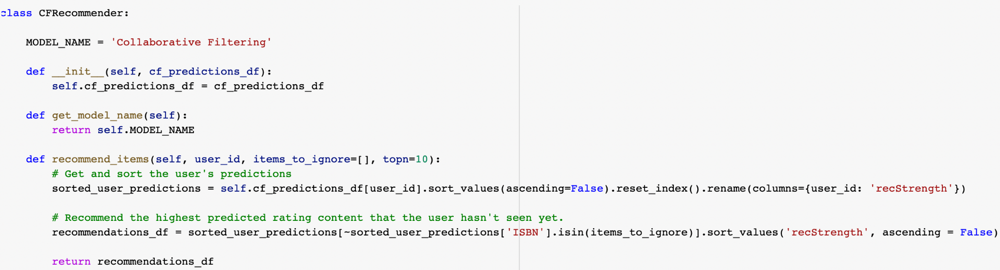 class CFRecommender:
MODEL_NAME = 'Collaborative Filtering'
def __init__(self, cf_predictions_df):
self.cf_predictions_df = cf_predictions_df
def get_model_name(self):
return self.MODEL_NAME
def recommend_items(self, user_id, items_to_ignore=[], topn=10):
# Get and sort the user's predictions
sorted_user_predictions = self.cf_predictions_df[user_id].sort_values(ascending=False).reset_index().rename(columns={user_id: 'recStrength'})
# Recommend the highest predicted rating content that the user hasn't seen yet.
recommendations_df = sorted_user_predictions[~sorted_user_predictions['ISBN'].isin(items_to_ignore)].sort_values('recStrength', ascending = False)
return recommendations_df